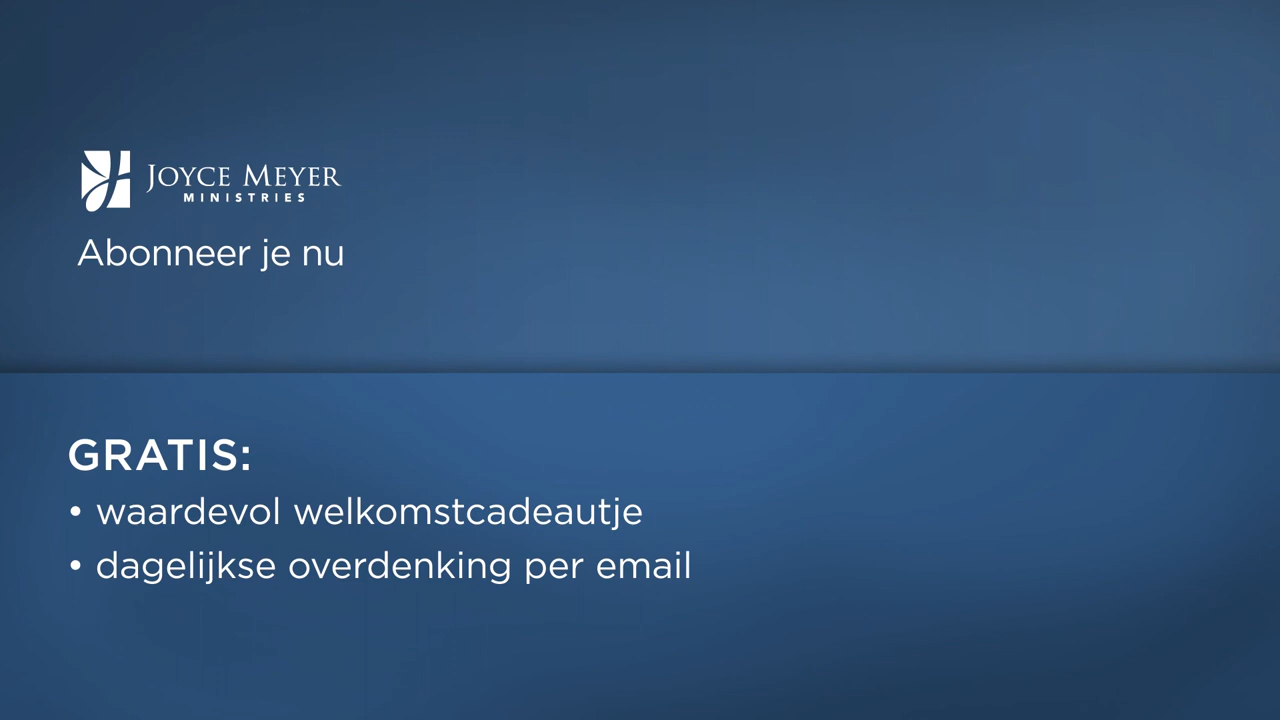 JOYCE MEYER
MINISTRIES
Abonneer je nu
GRATIS:
• waardevol welkomstcadeautje
• dagelijkse overdenking per email